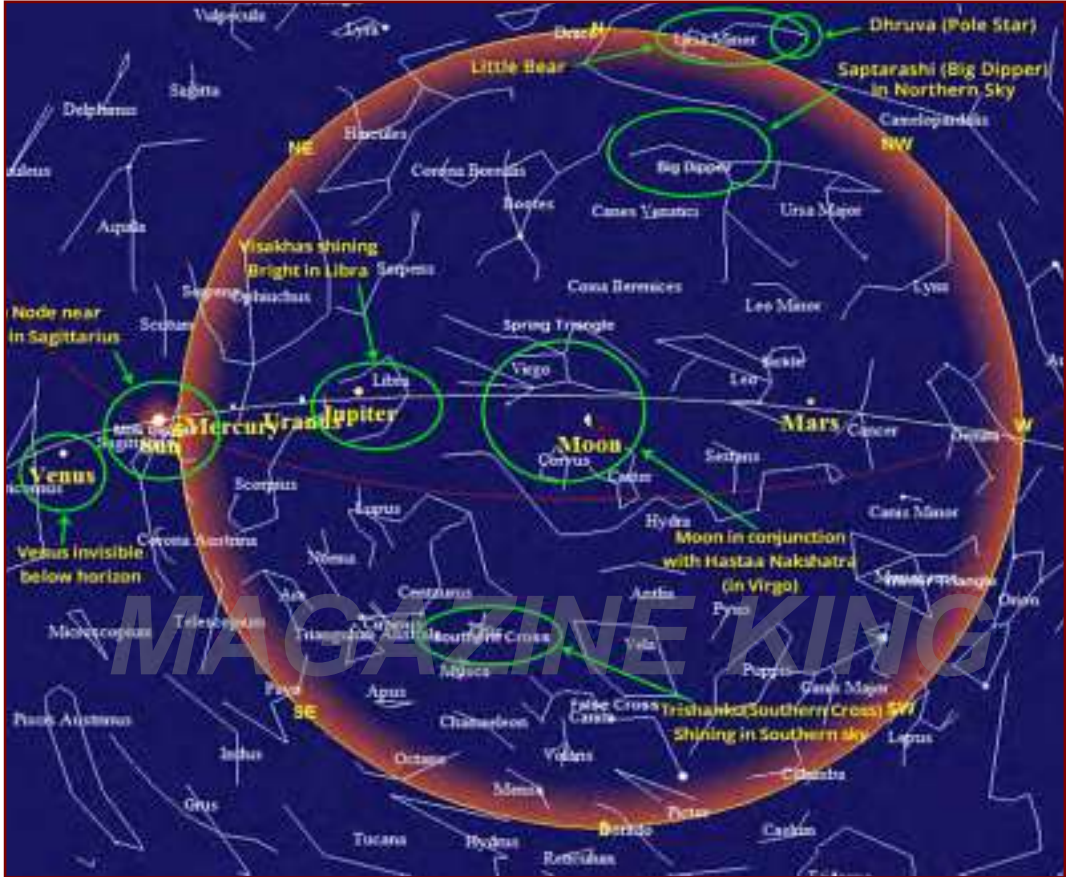 Vulpecula
Lyra
Draco
N
Ursa Minor
Dhruva (Pole Star)
Little Bear
Saptarashi (Big Dipper)
in Northern Sky
Sagitta
Delphinus
Hercules
Camelopardalis
NE
NW
Corona Borealis
Big Dipper
Bootes
Canes Venatici
Ursa Major
Aquila
Visakhas shining
Bright in Libra
Serpens
Serpens
Ophiuchus
Coma Berenices
Leo Minor
Lynx
Node near
in Sagittarius
Scutum
Spring Triangle
Virgo
Libra
Sickle
Leo
Mercury
Uranus
Jupiter
Sun
Moon
Mars
Cancer
Gemini
W
Venus
Corvus
Crater
Sextans
Scorpius
Lupus
Hydra
Canis Minor
Corona Australis
Venus invisible
below horizon
Norma
Moon in conjunction
with Hastaa Nakshatra
(in Virgo)
Ara
Centaurus
Antlia
Pyxis
Orion
MAGAZINE KING
Microscopium
Telescopium
Triangulum Australe
Circinus
Southern Cross
Vela
Musca
Puppis
Canis Major
Pavo
Apus
SE
False Cross
Carina
Trishanku(Southern Cross)
SW
Shining in Southern sky
Piscis Austrinus
Chamaeleon
Volans
Lepus
Indus
Octans
Mensa
Columba
Grus
Pictor
Dorado
Tucana
Hydrus
Caelum
Reticulum